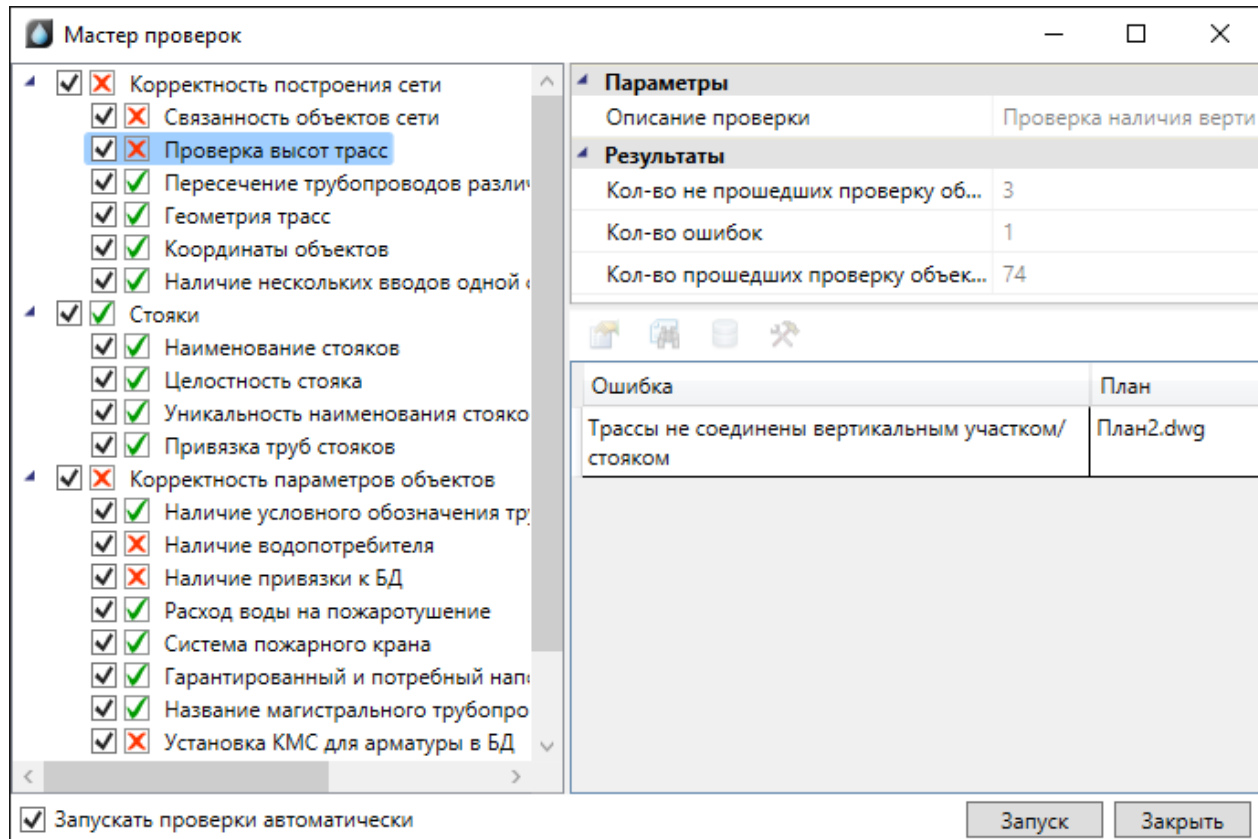 Мастер проверок
Корректность построения сети
Связанность объектов сети
Проверка высот трасс
Пересечение трубопроводов
Геометрия трасс
Координаты объектов
Наличие нескольких вводов одной
Стояки
Наименование стояков
Целостность стояка
Уникальность наименования стояко
Привязка труб стояков
Корректность параметров объектов
Наличие условного обозначения
Наличие водопотребителя
Наличие привязки к БД
Расход воды на пожаротушение
Система пожарного крана
Гарантированный и потребный
Название магистрального трубопро
Установка КМС для арматуры в БД
Запускать проверки автоматически
Параметры
Описание проверки Проверка наличия верти
Результаты
Кол-во не прошедших проверку об... 3
Кол-во ошибок 1
Кол-во прошедших проверку объек... 74
Ошибка План
Трассы не соединены вертикальным участком/ План2.dwg
стояком
Запуск Закрыть